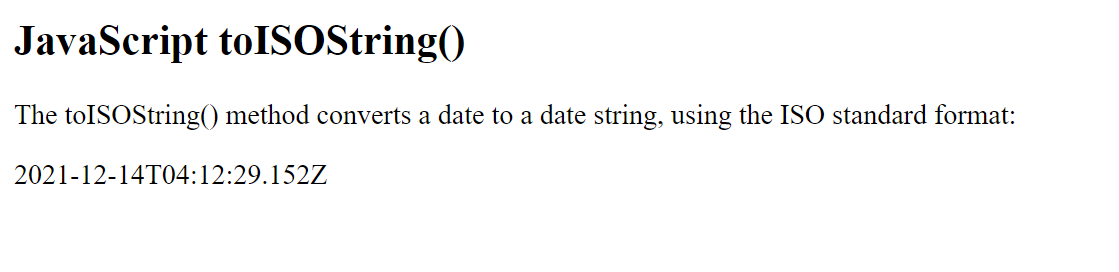 JavaScript toISOString()
The toISOString() method converts a date to a date string, using the ISO standard format:
2021-12-14T04:12:29.152Z